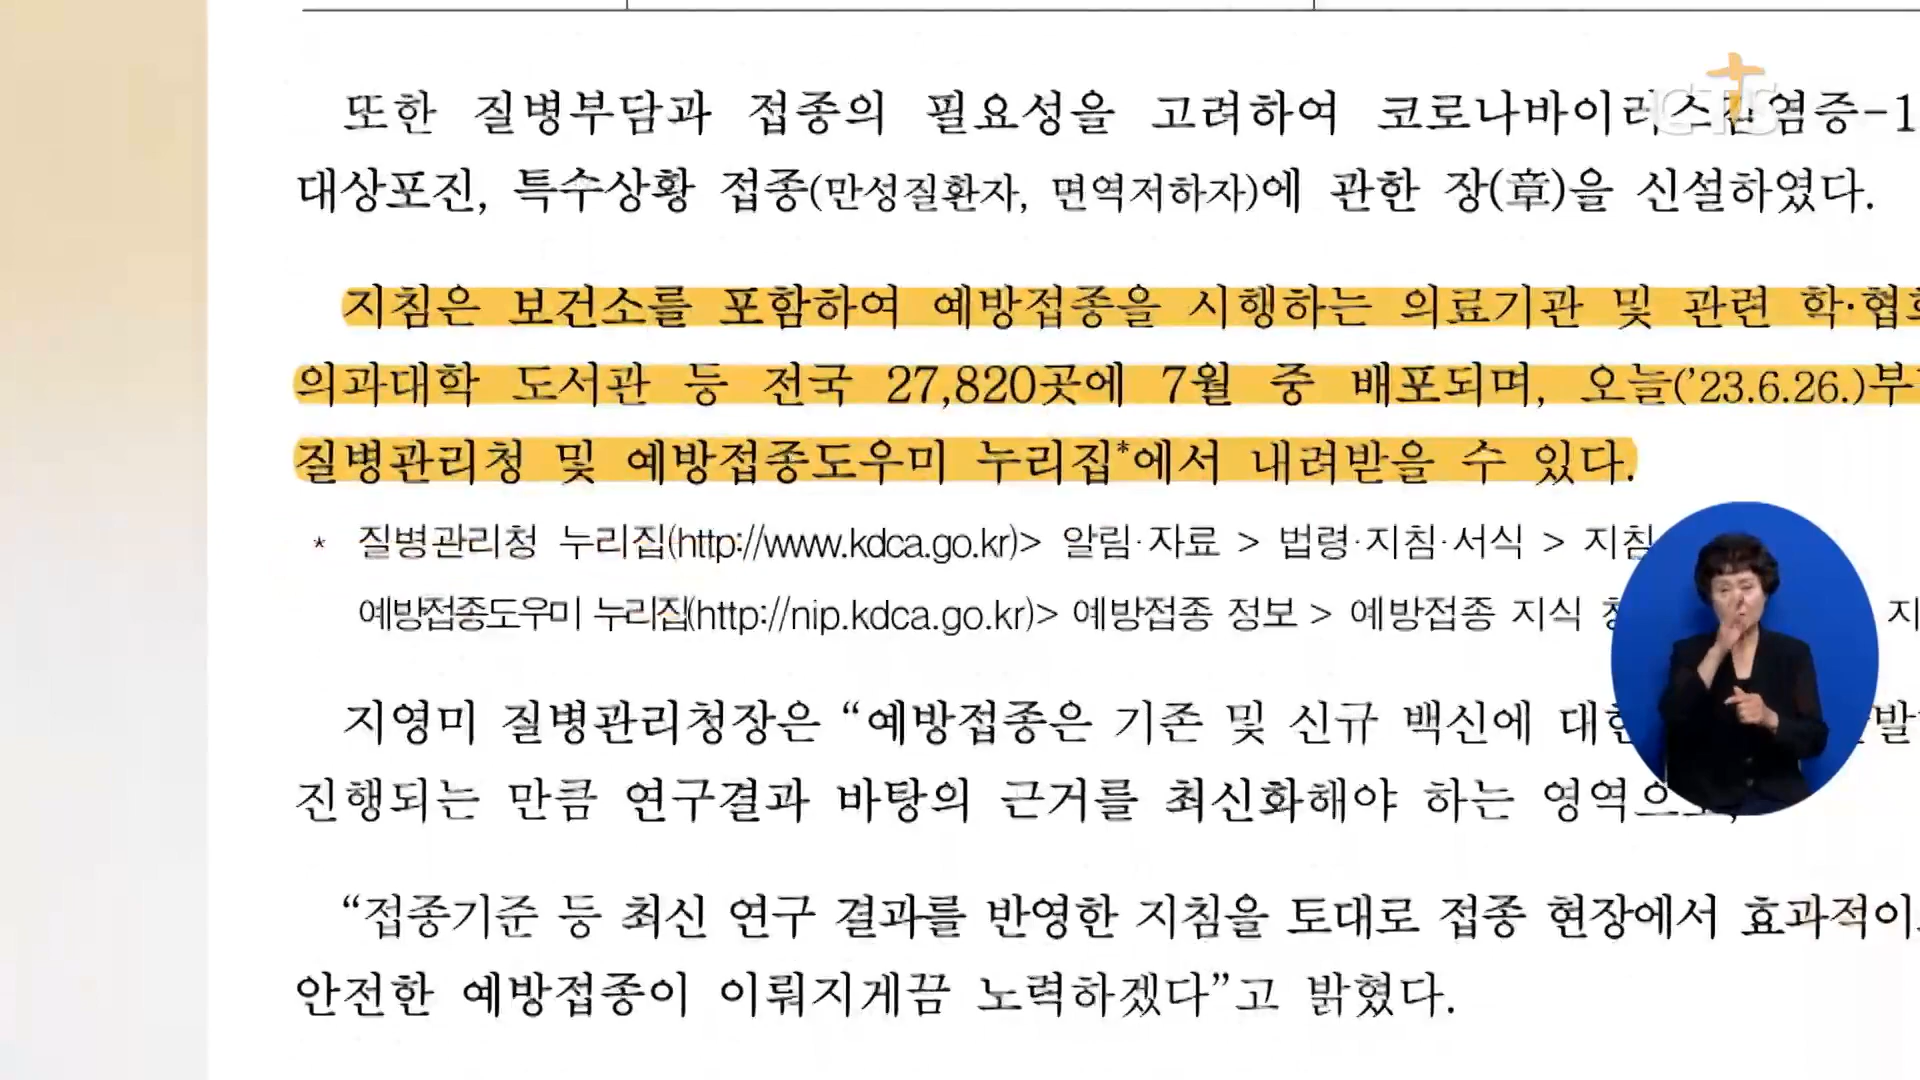 또한 질병부담과 접종의 필요성을 고려하여 코로나바이러스감염증-1
대상포진, 특수상황 접종(만성질환자, 면역저하자)에 관한 장(章)을 신설하였다.
지침은 보건소를 포함하여 예방접종을 시행하는 의료기관 및 관련 학·협회
의과대학 도서관 등 전국 27,820곳에 7월 중 배포되며, 오늘(’23.6.26.)부터
질병관리청 및 예방접종도우미 누리집*에서 내려받을 수 있다.
* 질병관리청 누리집(http://www.kdca.go.kr)> 알림·자료 > 법령·지침·서식 > 지침
예방접종도우미 누리집(http://nip.kdca.go.kr)> 예방접종 정보 > 예방접종 지식 지
지영미 질병관리청장은 “예방접종은 기존 및 신규 백신에 대한
진행되는 만큼 연구결과 바탕의 근거를 최신화해야 하는 영역으로,
“접종기준 등 최신 연구 결과를 반영한 지침을 토대로 접종 현장에서 효과적이
안전한 예방접종이 이뤄지게끔 노력하겠다”고 밝혔다.
CTS